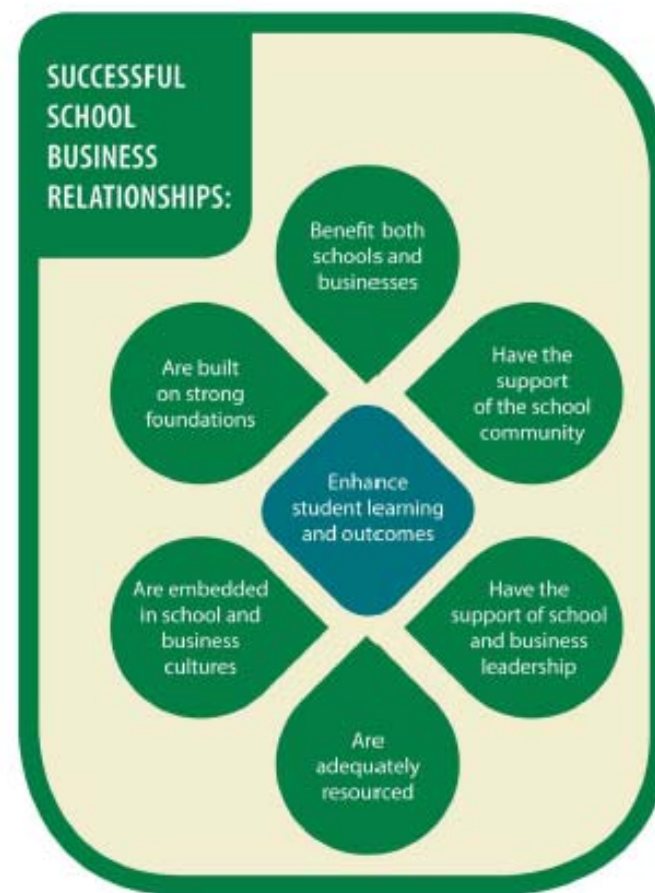 SUCCESSFUL
SCHOOL
BUSINESS
RELATIONSHIPS:
Benefit both
schools and
businesses
Are built
on strong
foundations
Have the
support
of the school
community
Enhance
student learning
and outcomes
Are embedded
in school and
business
cultures
Have the
support of school
and business
leadership
Are
adequately
resourced